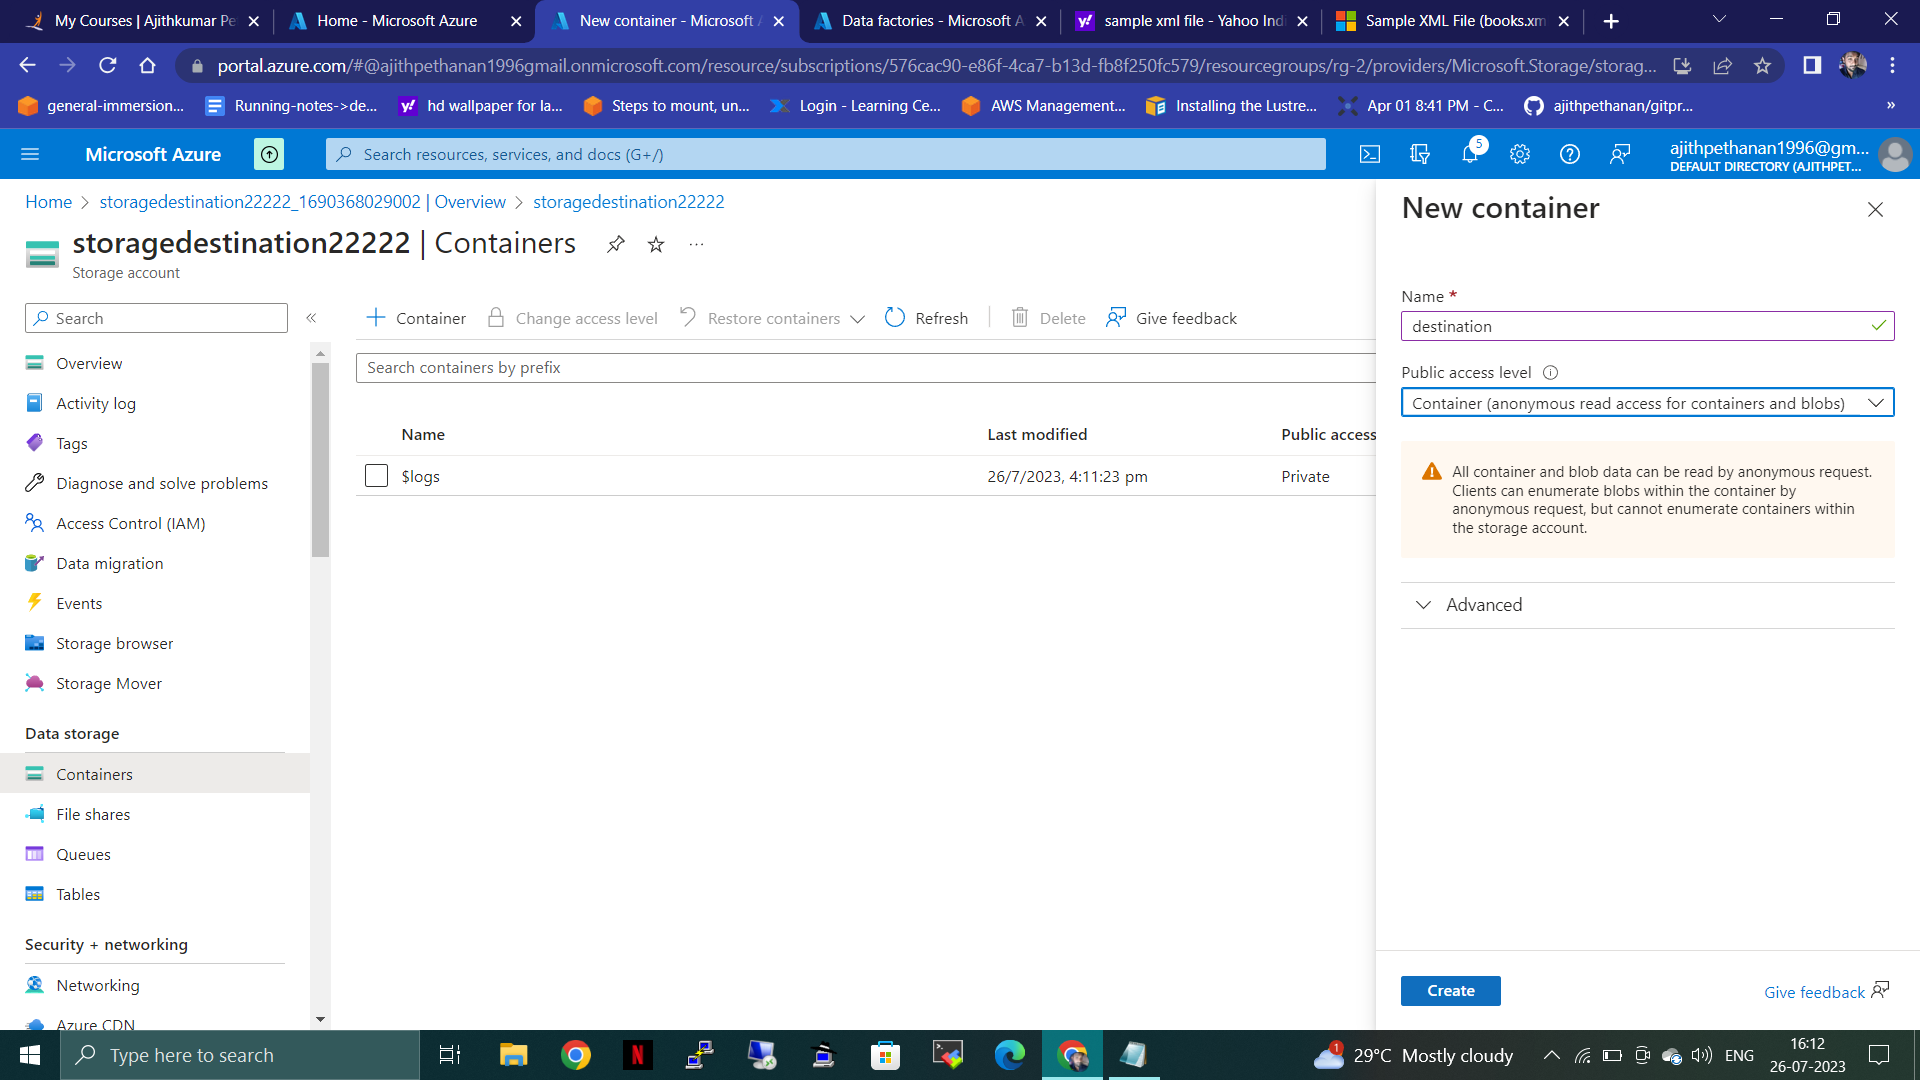 My Courses | Ajithkumar Pe
Home - Microsoft Azure
New container - Microsoft A
Data factories - Microsoft A
sample xml file - Yahoo Indi
Sample XML File (books.xm
portal.azure.com/#@ajithpethanan1996gmail.onmicrosoft.com/resource/subscriptions/576cac90-e86f-4ca7-b13d-fb8f250fc579/resourcegroups/rg-2/providers/Microsoft.Storage/storag...
general-immersion...
Running-notes->de...
hd wallpaper for la...
Steps to mount, un...
Login - Learning Ce...
AWS Management...
Installing the Lustre...
Apr 01 8:41 PM - C...
ajithpethanan/gitpr...
»
Microsoft Azure
Search resources, services, and docs (G+/)
5
ajithpethanan1996@gm...
DEFAULT DIRECTORY (AJITHPET...
Home > storagedestination22222_1690368029002 | Overview > storagedestination22222
storagedestination22222 | Containers
...
Storage account
Search
«
Overview
Activity log
Tags
Diagnose and solve problems
Access Control (IAM)
Data migration
Events
Storage browser
Storage Mover
Data storage
Containers
File shares
Queues
Tables
Security + networking
Networking
Azure CDN
Container
Change access level
Restore containers
Refresh
Delete
Give feedback
Search containers by prefix
Name
Last modified
Public access
$logs
26/7/2023, 4:11:23 pm
Private
New container
Name *
destination
Public access level
Container (anonymous read access for containers and blobs)
All container and blob data can be read by anonymous request.
Clients can enumerate blobs within the container by
anonymous request, but cannot enumerate containers within
the storage account.
Advanced
Create
Give feedback
Type here to search
1
29°C Mostly cloudy
ENG
16:12
26-07-2023